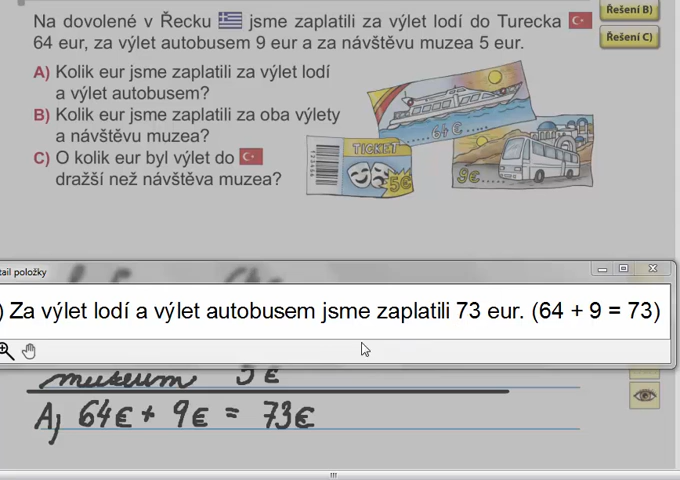 Na dovolené v Řecku jsme zaplatili za výlet lodí do Turecka
64 eur, za výlet autobusem 9 eur a za návštěvu muzea 5 eur.
A) Kolik eur jsme zaplatili za výlet lodí
a výlet autobusem?
B) Kolik eur jsme zaplatili za oba výlety
a návštěvu muzea?
C) O kolik eur byl výlet do
dražší než návštěva muzea?
Řešení B)
Řešení C)
64€
TICKET
5€
9€
tail položky
) Za výlet lodí a výlet autobusem jsme zaplatili 73 eur. (64 + 9 = 73)
muzeum 5€
A) 64€ + 9€ = 73€